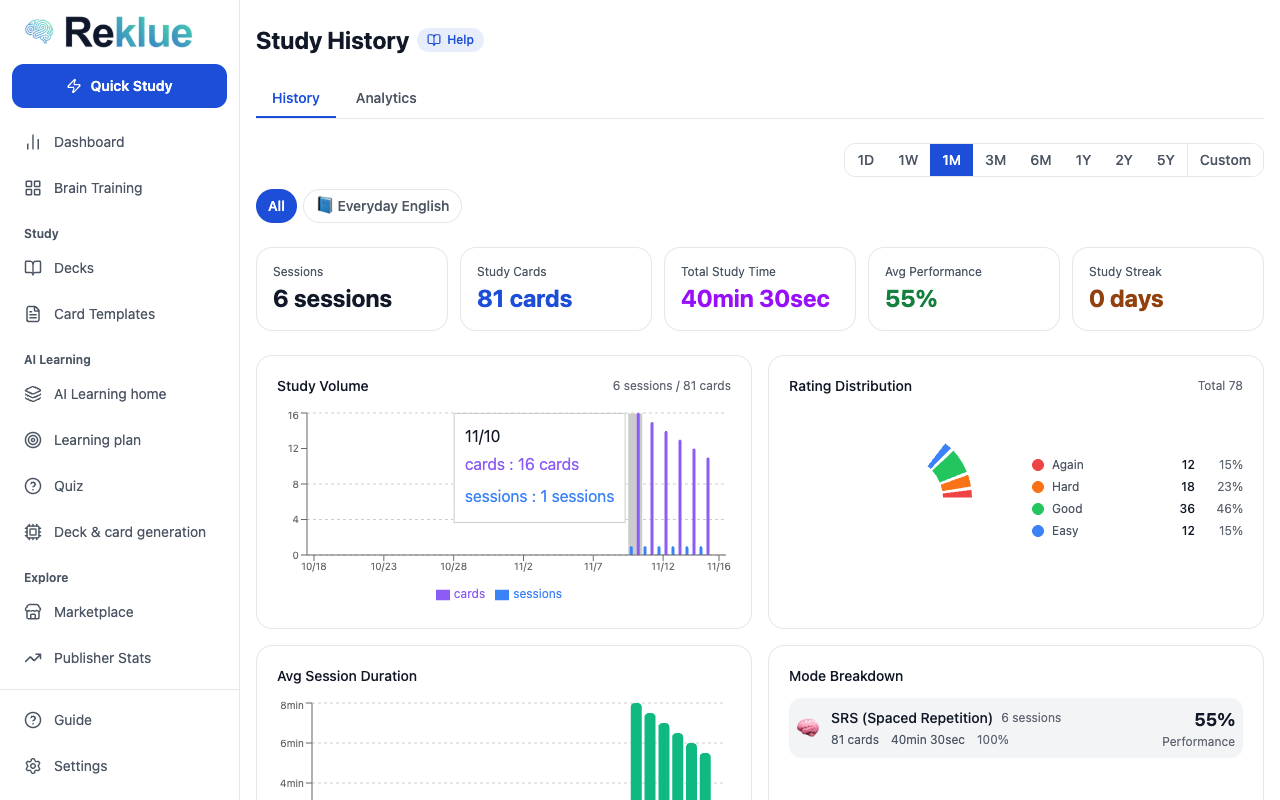 Reklue
Quick Study
Dashboard
Brain Training
Study
Decks
Card Templates
AI Learning
AI Learning home
Learning plan
Quiz
Deck & card generation
Explore
Marketplace
Publisher Stats
Guide
Settings
Study History
Help
History Analytics
1D 1W 1M 3M 6M 1Y 2Y 5Y Custom
All Everyday English
Sessions
6 sessions
Study Cards
81 cards
Total Study Time
40min 30sec
Avg Performance
55%
Study Streak
0 days
Study Volume 6 sessions / 81 cards
16
12
8
4
0
11/10
cards : 16 cards
sessions : 1 sessions
10/18 10/23 10/28 11/2 11/7 11/12 11/16
cards sessions
Rating Distribution Total 78
Again 12 15%
Hard 18 23%
Good 36 46%
Easy 12 15%
Avg Session Duration
8min
6min
4min
Mode Breakdown
SRS (Spaced Repetition) 6 sessions 55%
81 cards 40min 30sec 100% Performance